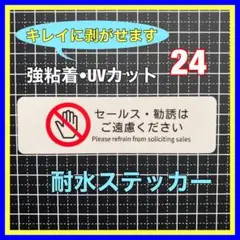 キレイに剥がせます
強粘着•UVカット
24
セールス・勧誘は
ご遠慮ください
Please refrain from soliciting sales
耐水ステッカー